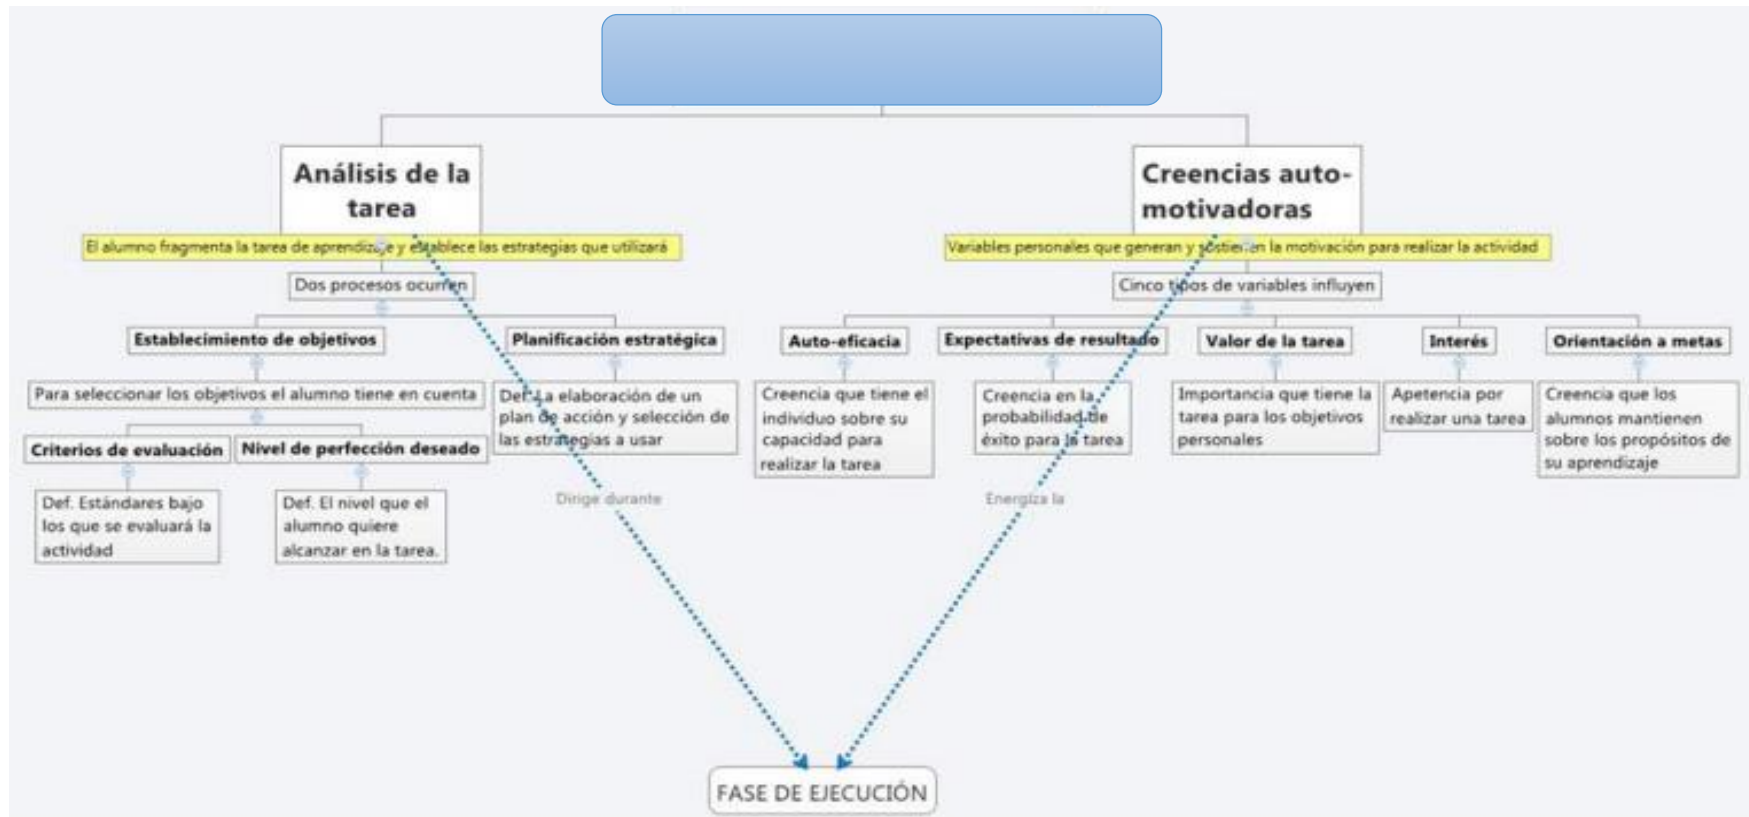 Análisis de la
tarea
El alumno fragmenta la tarea de aprendizaje y establece las estrategias que utilizará
Dos procesos ocurren
Establecimiento de objetivos
Planificación estratégica
Para seleccionar los objetivos el alumno tiene en cuenta
Def. La elaboración de un
plan de acción y selección de
las estrategias a usar
Criterios de evaluación
Nivel de perfección deseado
Def. Estándares bajo
los que se evaluará la
actividad
Def. El nivel que el
alumno quiere
alcanzar en la tarea.
Creencias auto-
motivadoras
Variables personales que generan y sostienen la motivación para realizar la actividad
Cinco tipos de variables influyen
Auto-eficacia
Expectativas de resultado
Valor de la tarea
Interés
Orientación a metas
Creencia que tiene el
individuo sobre su
capacidad para
realizar la tarea
Creencia en la
probabilidad de
éxito para la tarea
Importancia que tiene la
tarea para los objetivos
personales
Apetencia por
realizar una tarea
Creencia que los
alumnos mantienen
sobre los propósitos de
su aprendizaje
Dirige durante
Energiza la
FASE DE EJECUCIÓN